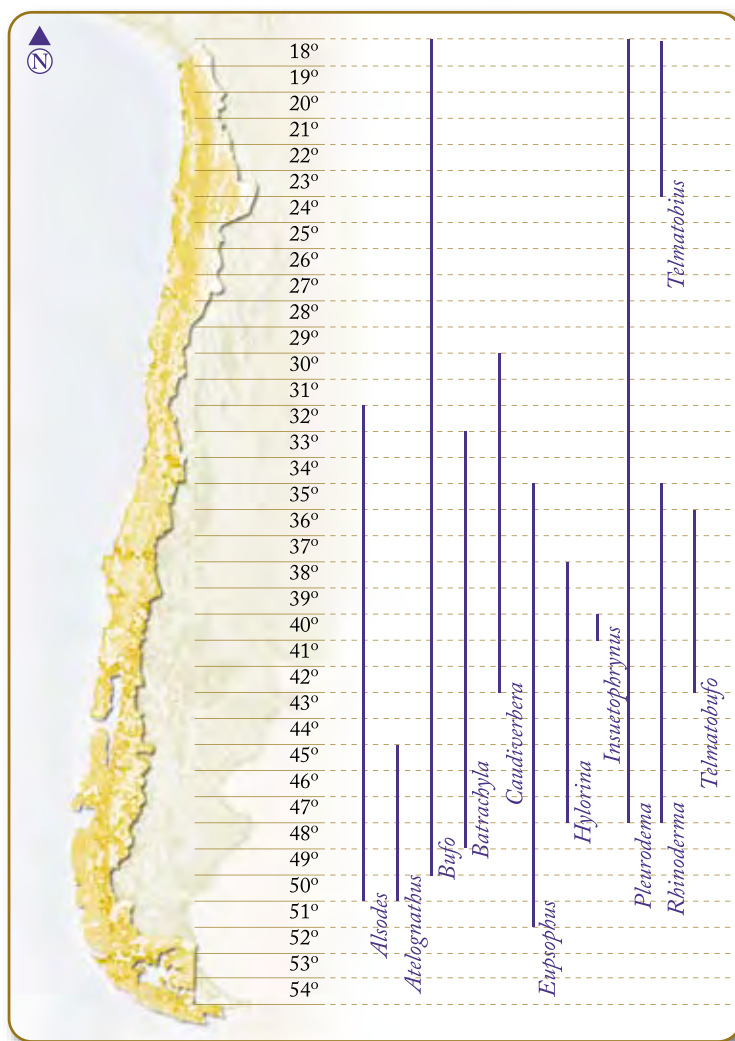 N
18º
19º
20º
21º
22º
23º
24º
25º
26º
27º
28º
29º
30º
31º
32º
33º
34º
35º
36º
37º
38º
39º
40º
41º
42º
43º
44º
45º
46º
47º
48º
49º
50º
51º
52º
53º
54º
Alsodes
Atelognathus
Bufo
Batrachyla
Caudiverbera
Eupsophus
Hylorina
Insuetophrynus
Pleurodema
Rhinoderma
Telmatobius
Telmatobufo